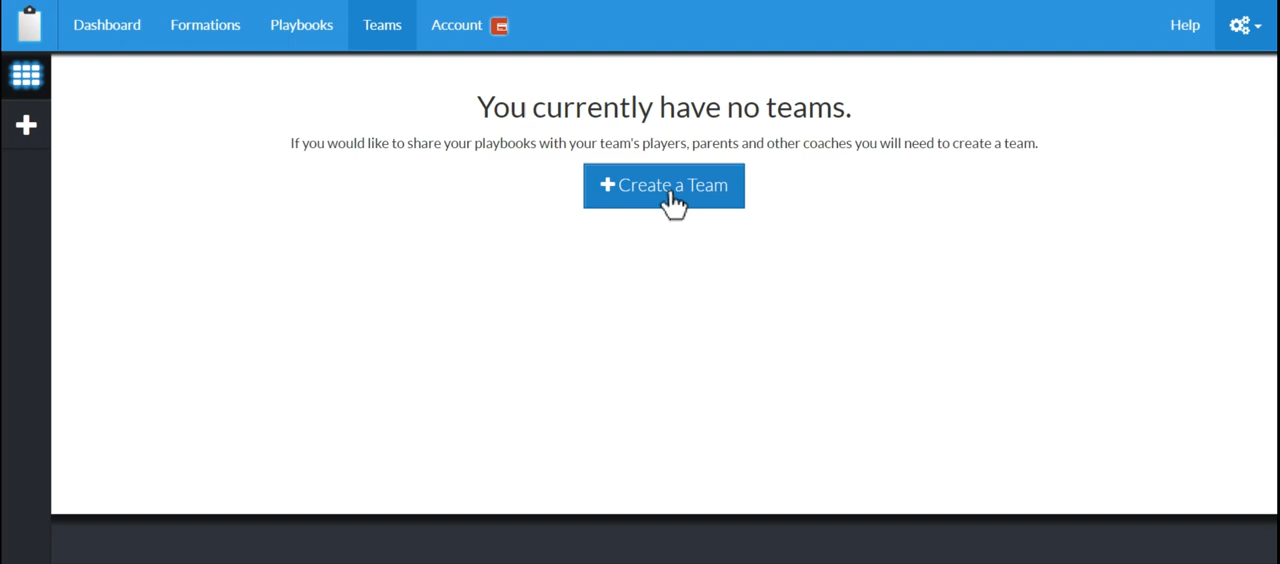 Dashboard Formations Playbooks Teams Account Help
You currently have no teams.
If you would like to share your playbooks with your team's players, parents and other coaches you will need to create a team.
Create a Team